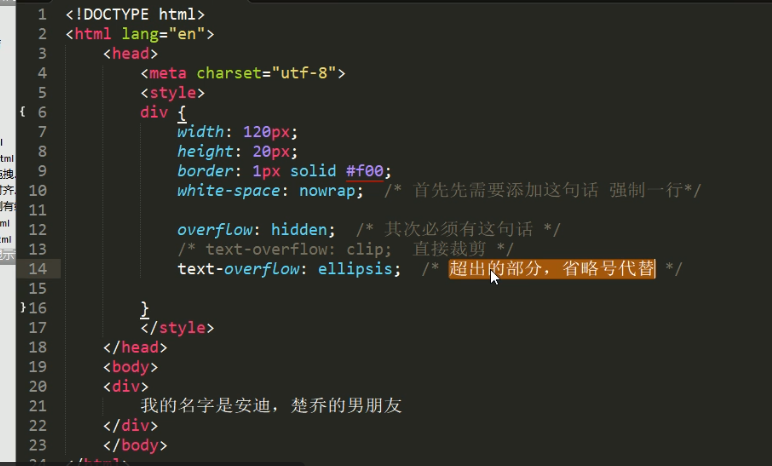 1 <!DOCTYPE html>
2 <html lang="en">
3 <head>
4 <meta charset="utf-8">
5 <style>
{ 6 div {
7 width: 120px;
8 height: 20px;
9 border: 1px solid #f00;
10 white-space: nowrap; /* 首先先需要添加这句话 强制一行*/
11
12 overflow: hidden; /* 其次必须有这句话 */
13 /* text-overflow: clip; 直接裁剪 */
14 text-overflow: ellipsis; /* 超出的部分，省略号代替 */
15
}16 }
17 </style>
18 </head>
19 <body>
20 <div>
21 我的名字是安迪，楚乔的男朋友
22 </div>
23 </body>